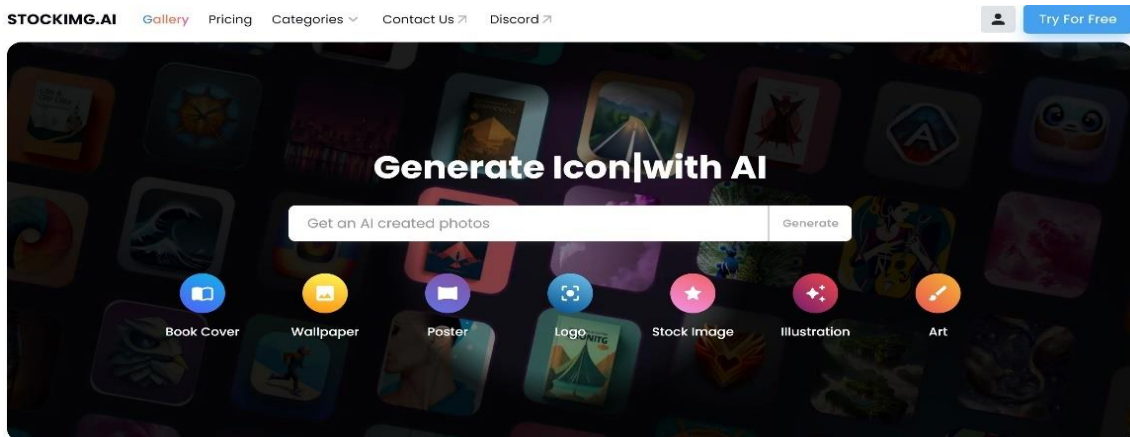 STOCKIMG.AI Gallery Pricing Categories Contact Us Discord Try For Free
Generate Icon|with AI
Get an AI created photos Generate
Book Cover Wallpaper Poster Logo Stock Image Illustration Art